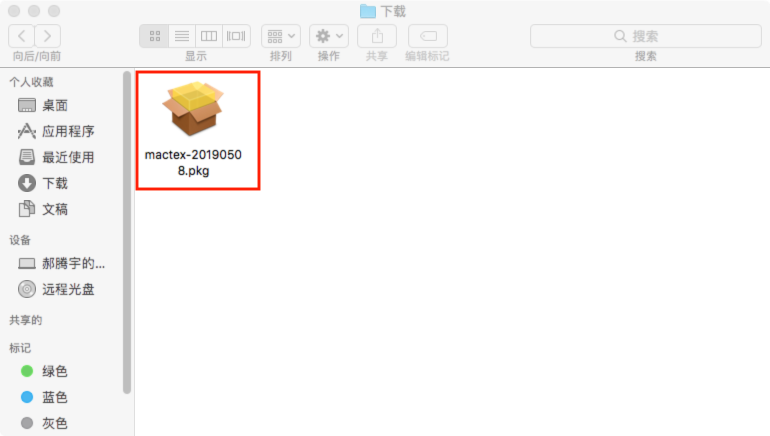 下载
搜索
向后/向前
显示
排列
操作
共享
编辑标记
搜索
个人收藏
桌面
应用程序
最近使用
下载
文稿
设备
郝腾宇的...
远程光盘
共享的
标记
绿色
蓝色
灰色
mactex-2019050
8.pkg